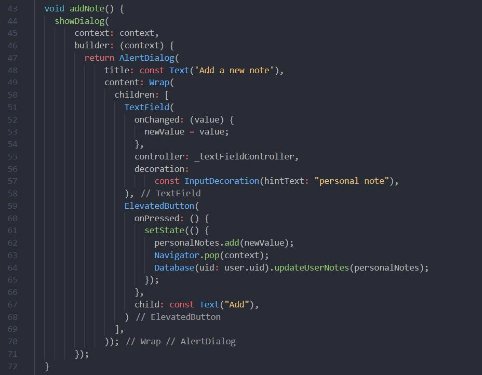 43 void addNote() {
44 showDialog(
45 context: context,
46 builder: (context) {
47 return AlertDialog(
48 title: const Text("Add a new note"),
49 content: Wrap(
50 children: [
51 TextField(
52 onChanged: (value) {
53 newValue = value;
54 },
55 controller: _textFieldController,
56 decoration:
57 const InputDecoration(hintText: "personal note"),
58 ), // TextField
59 ElevatedButton(
60 onPressed: () {
61 setState(() {
62 personalNotes.add(newValue);
63 Navigator.pop(context);
64 Database(uid: user.uid).updateUserNotes(personalNotes);
65 });
66 },
67 child: const Text("Add"),
68 ) // ElevatedButton
69 ],
70 )); // Wrap // AlertDialog
71 });
72 }